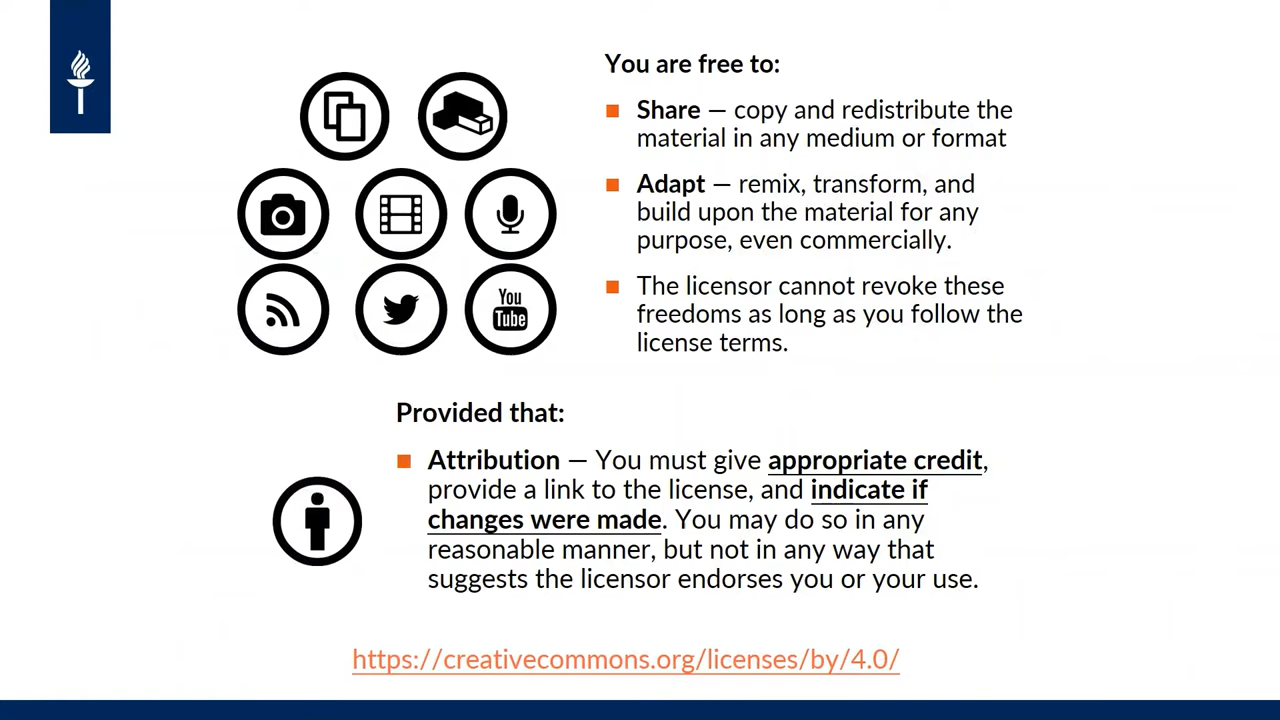 You are free to:
■ Share — copy and redistribute the
material in any medium or format
■ Adapt — remix, transform, and
build upon the material for any
purpose, even commercially.
■ The licensor cannot revoke these
freedoms as long as you follow the
license terms.
You
Tube
Provided that:
■ Attribution — You must give appropriate credit,
provide a link to the license, and indicate if
changes were made. You may do so in any
reasonable manner, but not in any way that
suggests the licensor endorses you or your use.
https://creativecommons.org/licenses/by/4.0/